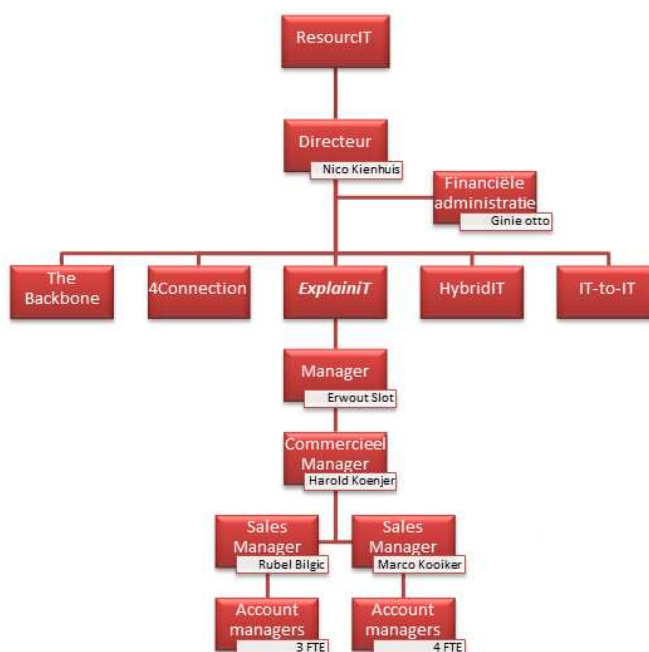 ResourcIT
Directeur
Nico Kienhuis
Financiële
administratie
Ginie otto
The
Backbone
4Connection
ExplainiT
HybridIT
IT-to-IT
Manager
Erwout Slot
Commercieel
Manager
Harold Koenjer
Sales
Manager
Rubel Bilgic
Sales
Manager
Marco Kooiker
Account
managers
3 FTE
Account
managers
4 FTE